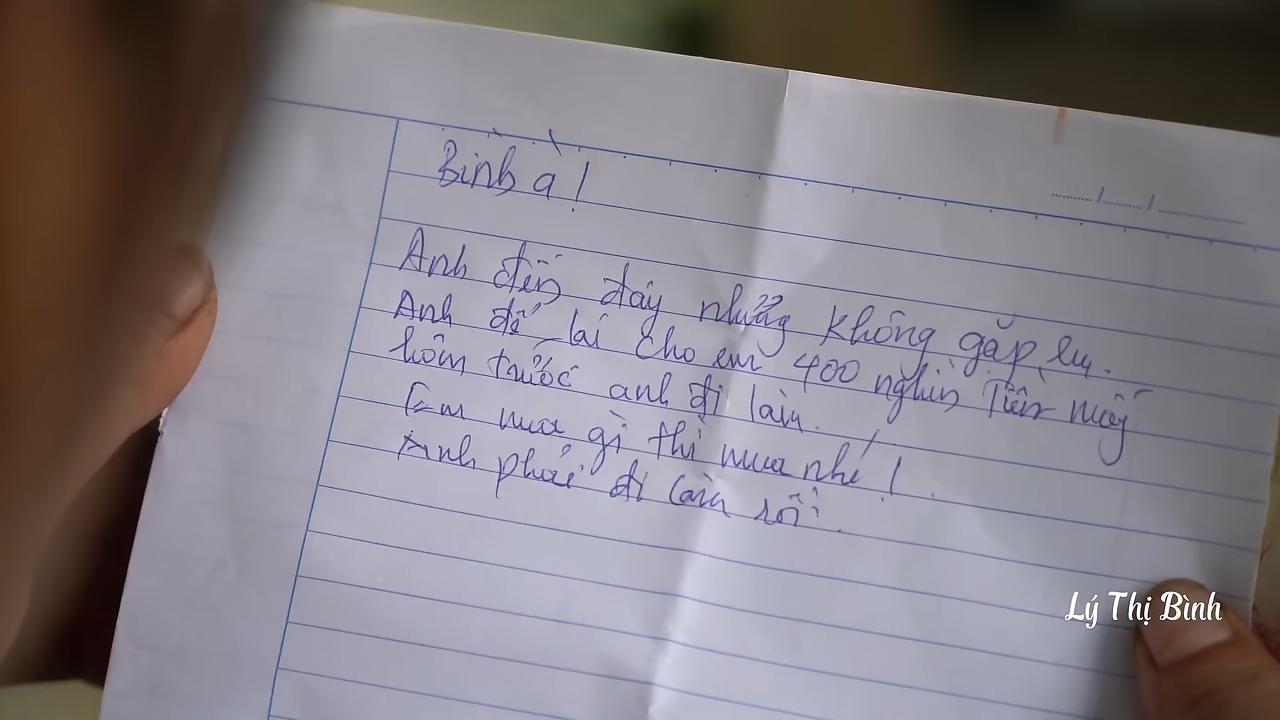 Bình à!
Anh đến đây nhưng không gặp em.
Anh để lại cho em 400 nghìn Tiền mấy
hôm trước anh đi làm.
Em mua gì thì mua nhé!
Anh phải đi làm rồi.
Lý Thị Bình